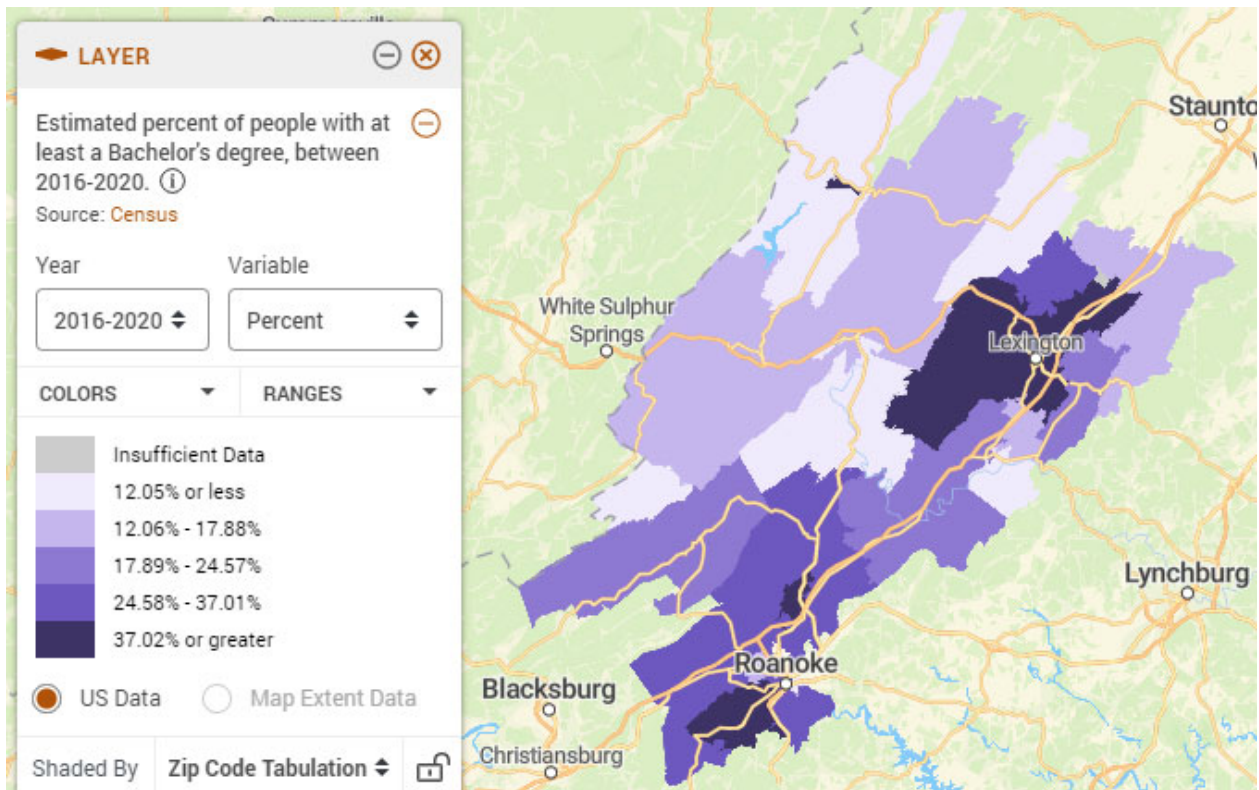 LAYER
Estimated percent of people with at
least a Bachelor's degree, between
2016-2020.
Source: Census
Year
Variable
2016-2020
Percent
COLORS
RANGES
Insufficient Data
12.05% or less
12.06% - 17.88%
17.89% - 24.57%
24.58% - 37.01%
37.02% or greater
US Data
Map Extent Data
Shaded By
Zip Code Tabulation
Staunto
White Sulphur
Springs
Lexington
Lynchburg
Roanoke
Blacksburg
Christiansburg